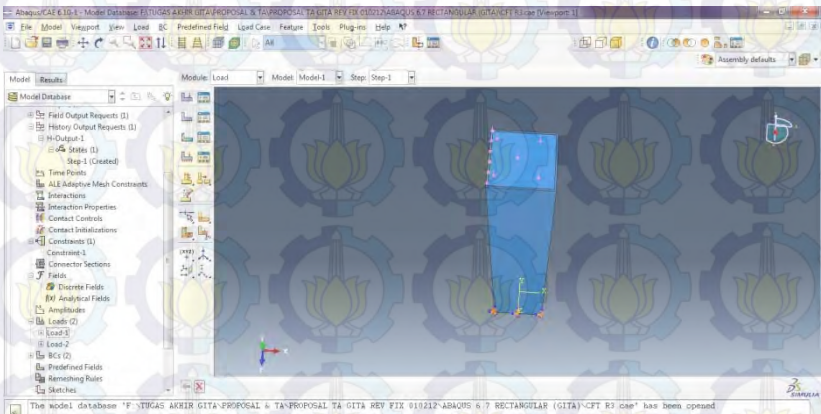 Abaqus/CAE 6.10-1 - Model Database: F:\TUGAS AKHIR GITA\PROPOSAL & TA\PROPOSAL TA GITA REV FIX 010212\ABAQUS 6.7 RECTANGULAR (GITA)\CFT R3.cae [Viewport: 1]
File Model Viewport View Load BC Predefined Field Load Case Feature Tools Plug-ins Help
All
Assembly defaults
Model Results
Module: Load Model: Model-1 Step: Step-1
Model Database
Field Output Requests (1)
History Output Requests (1)
H-Output-1
States (1)
Step-1 (Created)
Time Points
ALE Adaptive Mesh Constraints
Interactions
Interaction Properties
Contact Controls
Contact Initializations
Constraints (1)
Constraint-1
Connector Sections
Fields
Discrete Fields
Analytical Fields
Amplitudes
Loads (2)
Load-1
Load-2
BCs (2)
Predefined Fields
Remeshing Rules
Sketches
SIMULIA
The model database "F:\TUGAS AKHIR GITA\PROPOSAL & TA\PROPOSAL TA GITA REV FIX 010212\ABAQUS 6.7 RECTANGULAR (GITA)\CFT R3.cae" has been opened